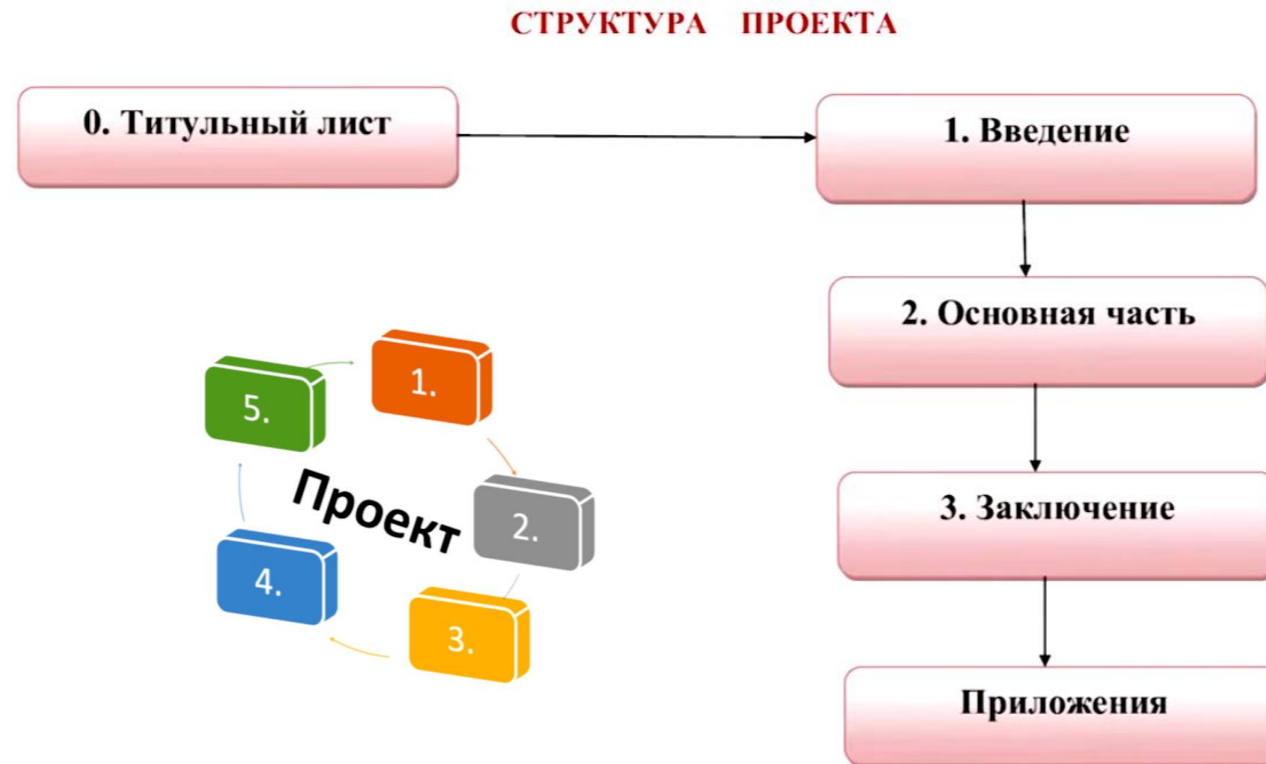 СТРУКТУРА ПРОЕКТА
0. Титульный лист
1. Введение
2. Основная часть
3. Заключение
Приложения
1.
2.
3.
4.
5.
Проект